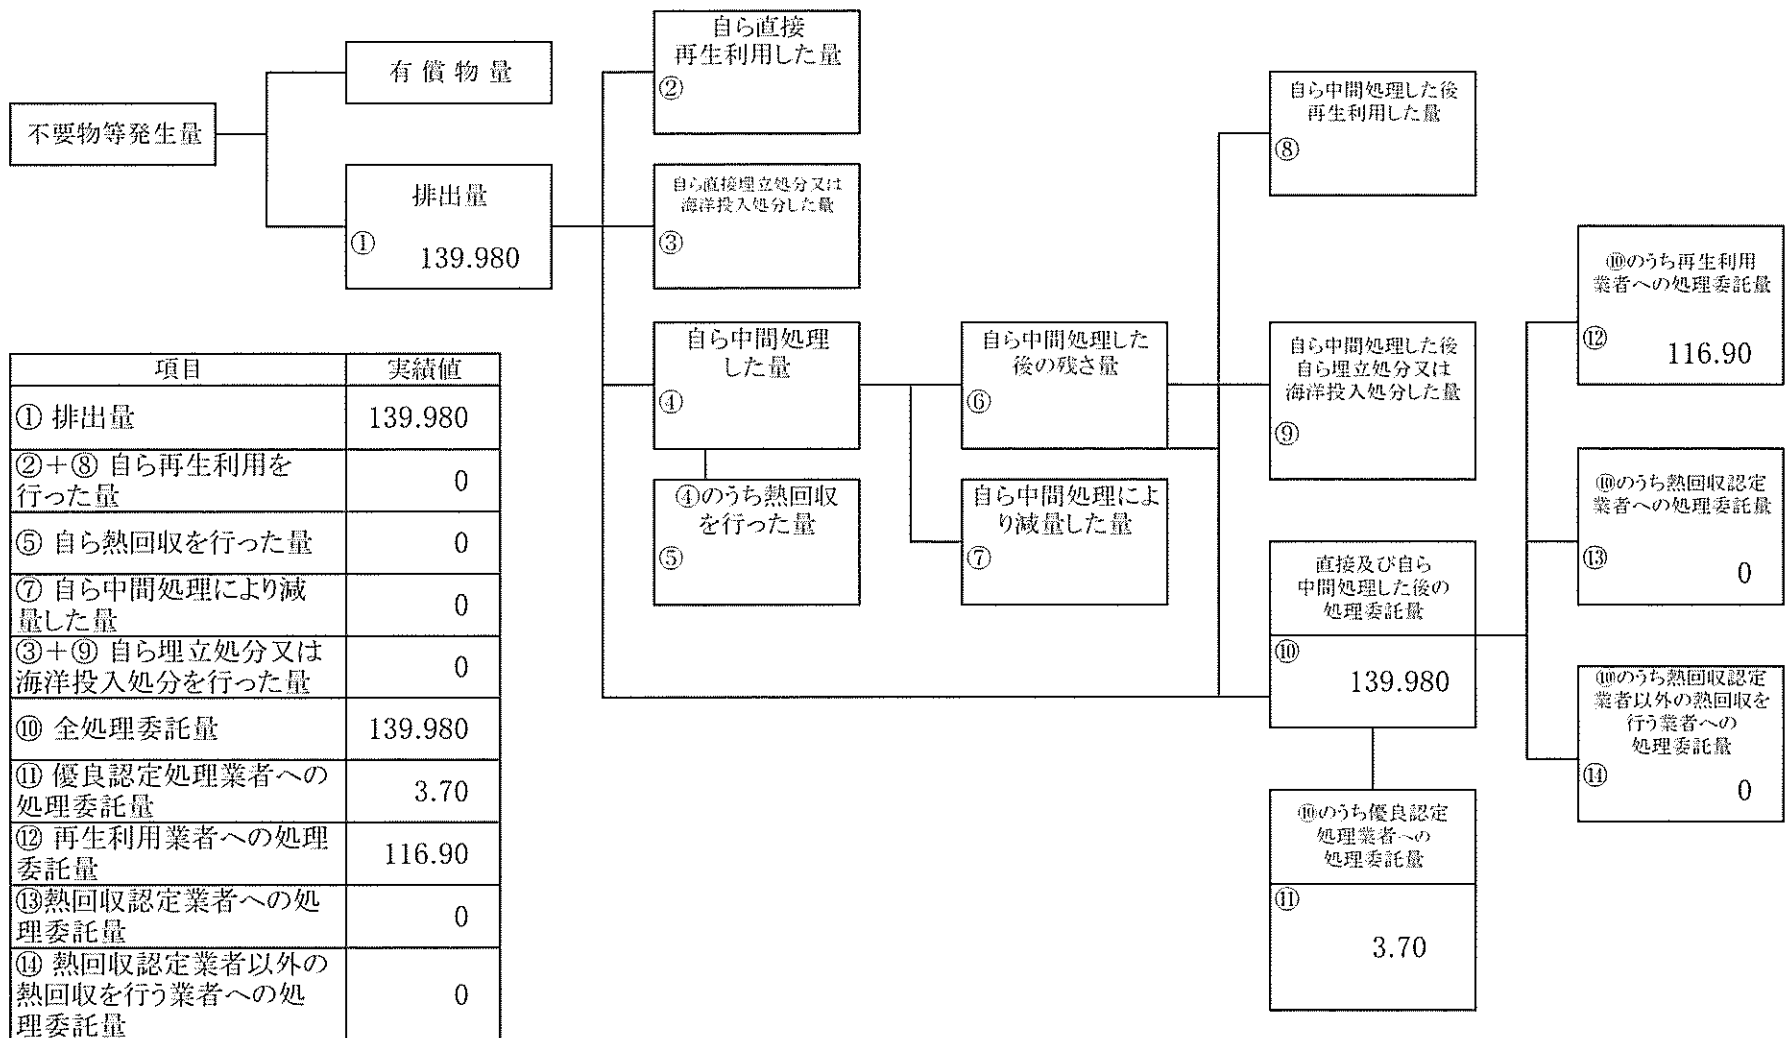 不要物等発生量
有償物量
排出量
①
139.980
自ら直接
再生利用した量
②
自ら直接埋立処分又は
海洋投入処分した量
③
自ら中間処理
した量
④
④のうち熱回収
を行った量
⑤
自ら中間処理した
後の残さ量
⑥
自ら中間処理によ
り減量した量
⑦
自ら中間処理した後
再生利用した量
⑧
自ら中間処理した後
自ら埋立処分又は
海洋投入処分した量
⑨
直接及び自ら
中間処理した後の
処理委託量
⑩
139.980
⑩のうち優良認定
処理業者への
処理委託量
⑪
3.70
⑩のうち再生利用
業者への処理委託量
⑫
116.90
⑩のうち熱回収認定
業者への処理委託量
⑬
0
⑩のうち熱回収認定
業者以外の熱回収を
行う業者への
処理委託量
⑭
0
項目 実績値
① 排出量 139.980
②+⑧ 自ら再生利用を
行った量 0
⑤ 自ら熱回収を行った量 0
⑦ 自ら中間処理により減
量した量 0
③+⑨ 自ら埋立処分又は
海洋投入処分を行った量 0
⑩ 全処理委託量 139.980
⑪ 優良認定処理業者への
処理委託量 3.70
⑫ 再生利用業者への処理
委託量 116.90
⑬熱回収認定業者への処
理委託量 0
⑭ 熱回収認定業者以外の
熱回収を行う業者への処
理委託量 0